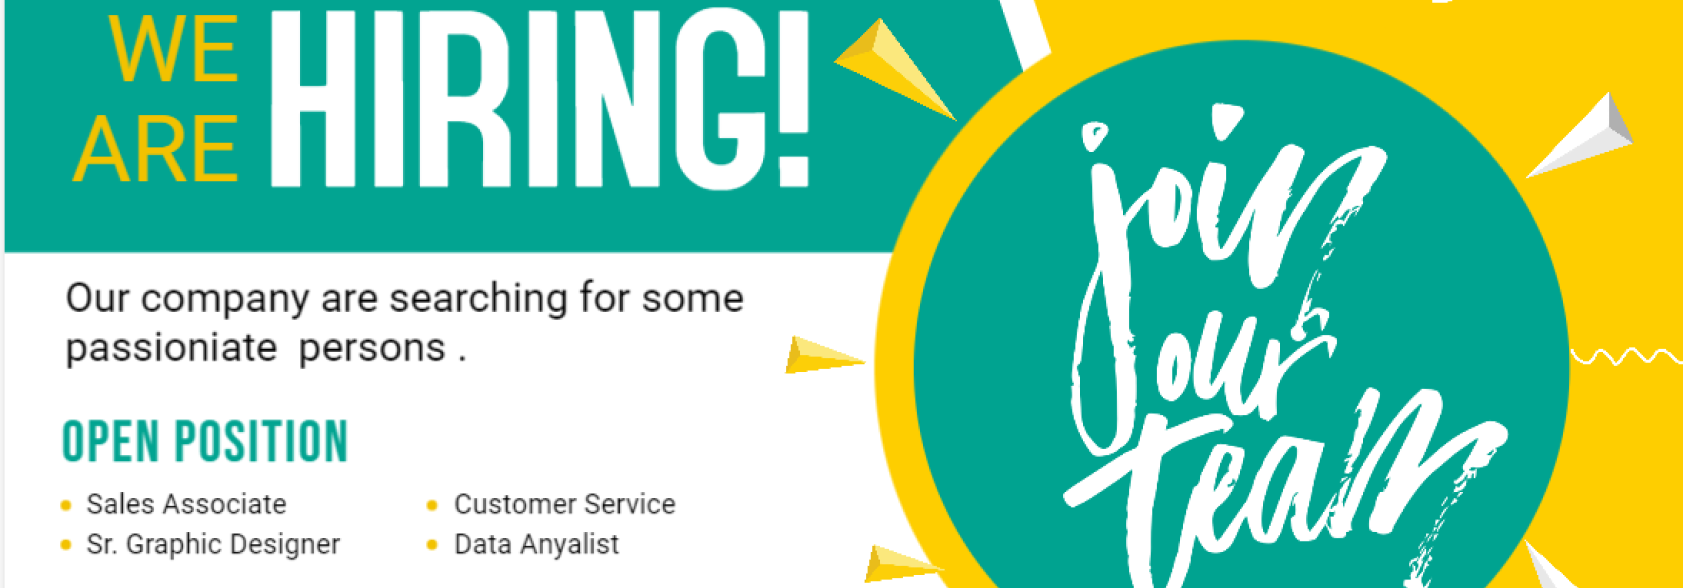 WE
ARE
HIRING!
Our company are searching for some
passioniate persons .
OPEN POSITION
Sales Associate
Sr. Graphic Designer
Customer Service
Data Anyalist
join
our
team